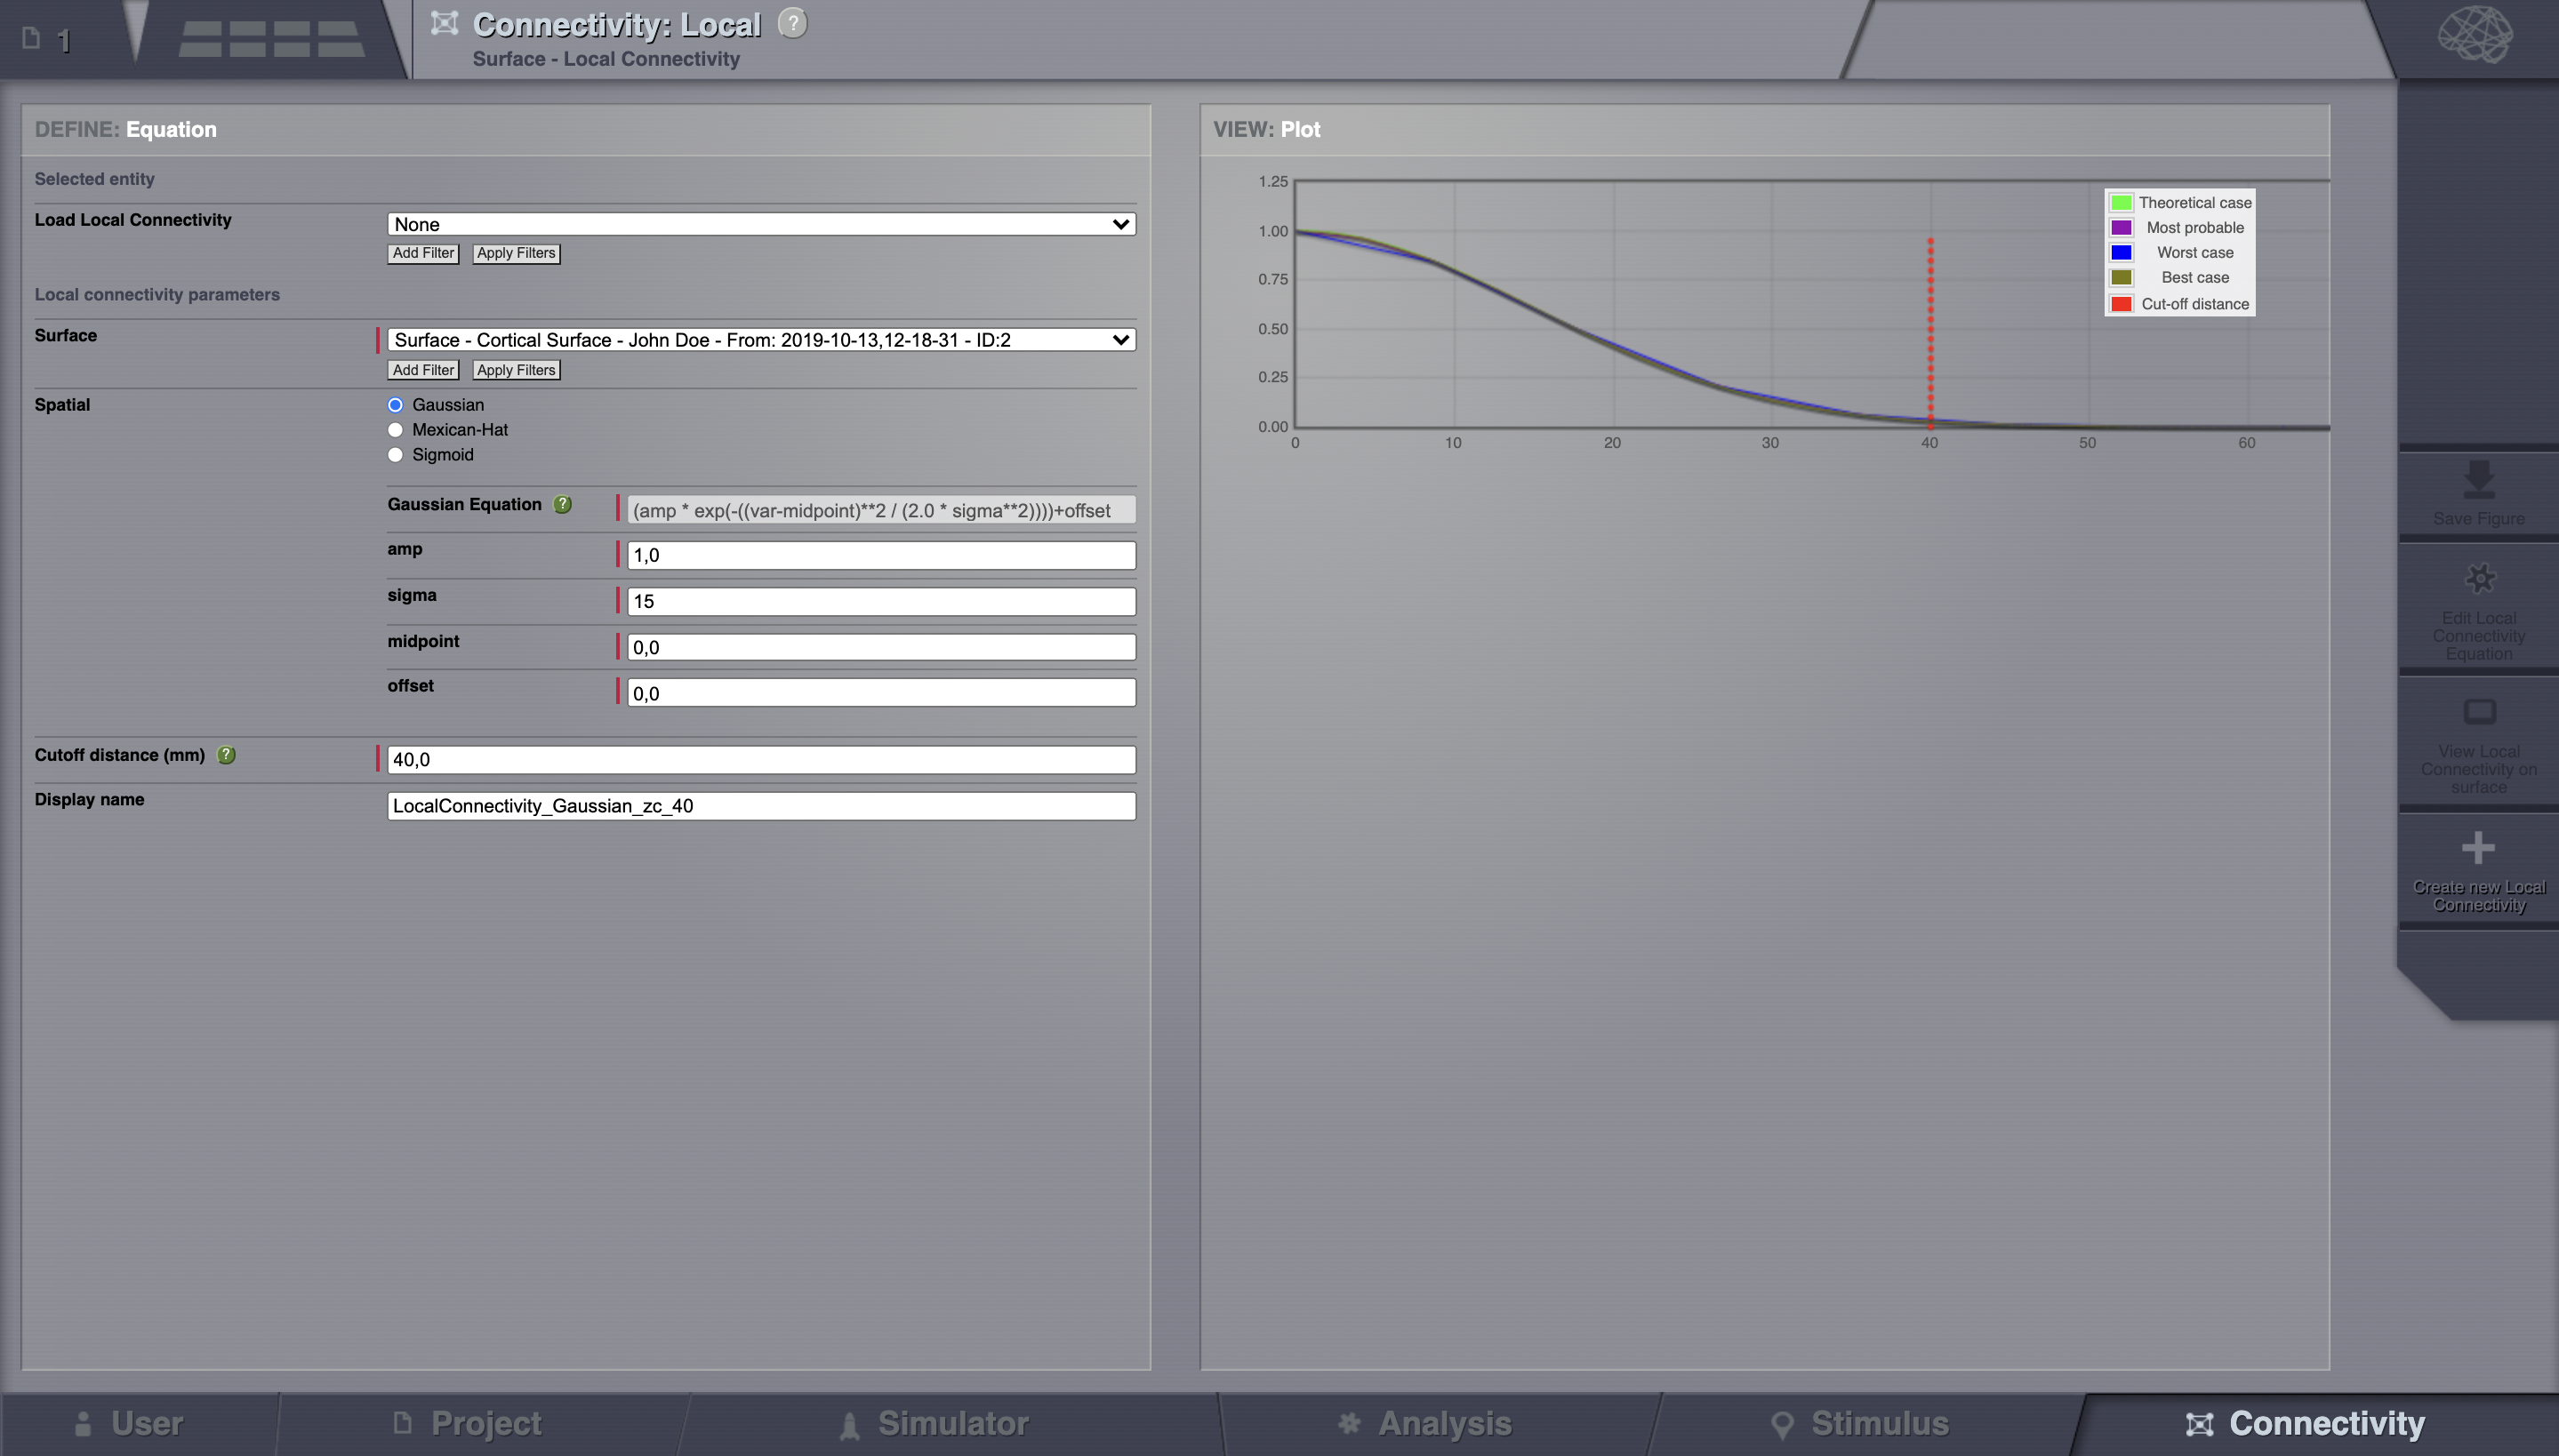 1
Connectivity: Local ?
Surface - Local Connectivity
DEFINE: Equation
Selected entity
Load Local Connectivity
None
Add Filter Apply Filters
Local connectivity parameters
Surface
Surface - Cortical Surface - John Doe - From: 2019-10-13,12-18-31 - ID:2
Add Filter Apply Filters
Spatial
Gaussian
Mexican-Hat
Sigmoid
Gaussian Equation ?
(amp * exp(-((var-midpoint)**2 / (2.0 * sigma**2))))+offset
amp
1,0
sigma
15
midpoint
0,0
offset
0,0
Cutoff distance (mm) ?
40,0
Display name
LocalConnectivity_Gaussian_zc_40
VIEW: Plot
1.25
1.00
0.75
0.50
0.25
0.00
0 10 20 30 40 50 60
Theoretical case
Most probable
Worst case
Best case
Cut-off distance
Save Figure
Edit Local
Connectivity
Equation
View Local
Connectivity on
surface
Create new Local
Connectivity
User
Project
Simulator
Analysis
Stimulus
Connectivity